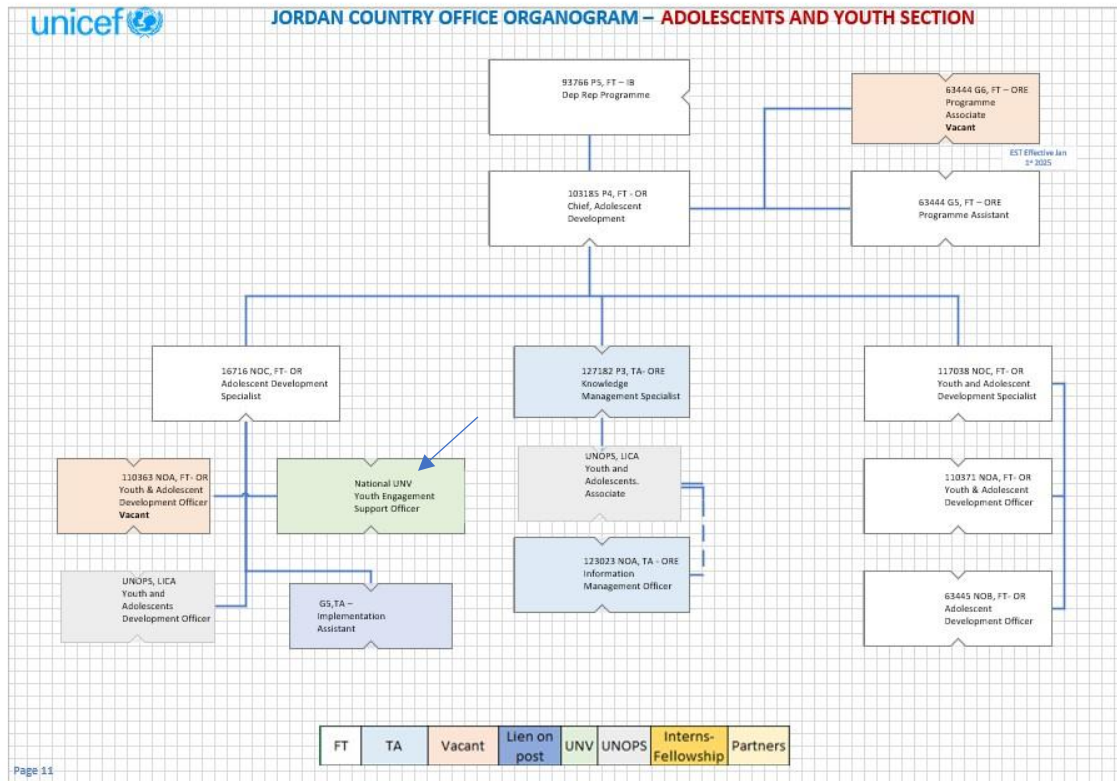 unicef
JORDAN COUNTRY OFFICE ORGANOGRAM – ADOLESCENTS AND YOUTH SECTION
93766 P5, FT – IB
Dep Rep Programme
63444 G6, FT – ORE
Programme
Associate
Vacant
EST Effective Jan
1st 2025
103185 P4, FT - OR
Chief, Adolescent
Development
63444 G5, FT – ORE
Programme Assistant
16716 NOC, FT- OR
Adolescent Development
Specialist
127182 P3, TA- ORE
Knowledge
Management Specialist
117038 NOC, FT- OR
Youth and Adolescent
Development Specialist
110363 NOA, FT- OR
Youth & Adolescent
Development Officer
Vacant
National UNV
Youth Engagement
Support Officer
UNOPS, LICA
Youth and
Adolescents.
Associate
110371 NOA, FT- OR
Youth & Adolescent
Development Officer
UNOPS, LICA
Youth and
Adolescents
Development Officer
G5,TA –
Implementation
Assistant
123023 NOA, TA - ORE
Information
Management Officer
63445 NOB, FT- OR
Adolescent
Development Officer
FT
TA
Vacant
Lien on
post
UNV
UNOPS
Interns-
Fellowship
Partners
Page 11